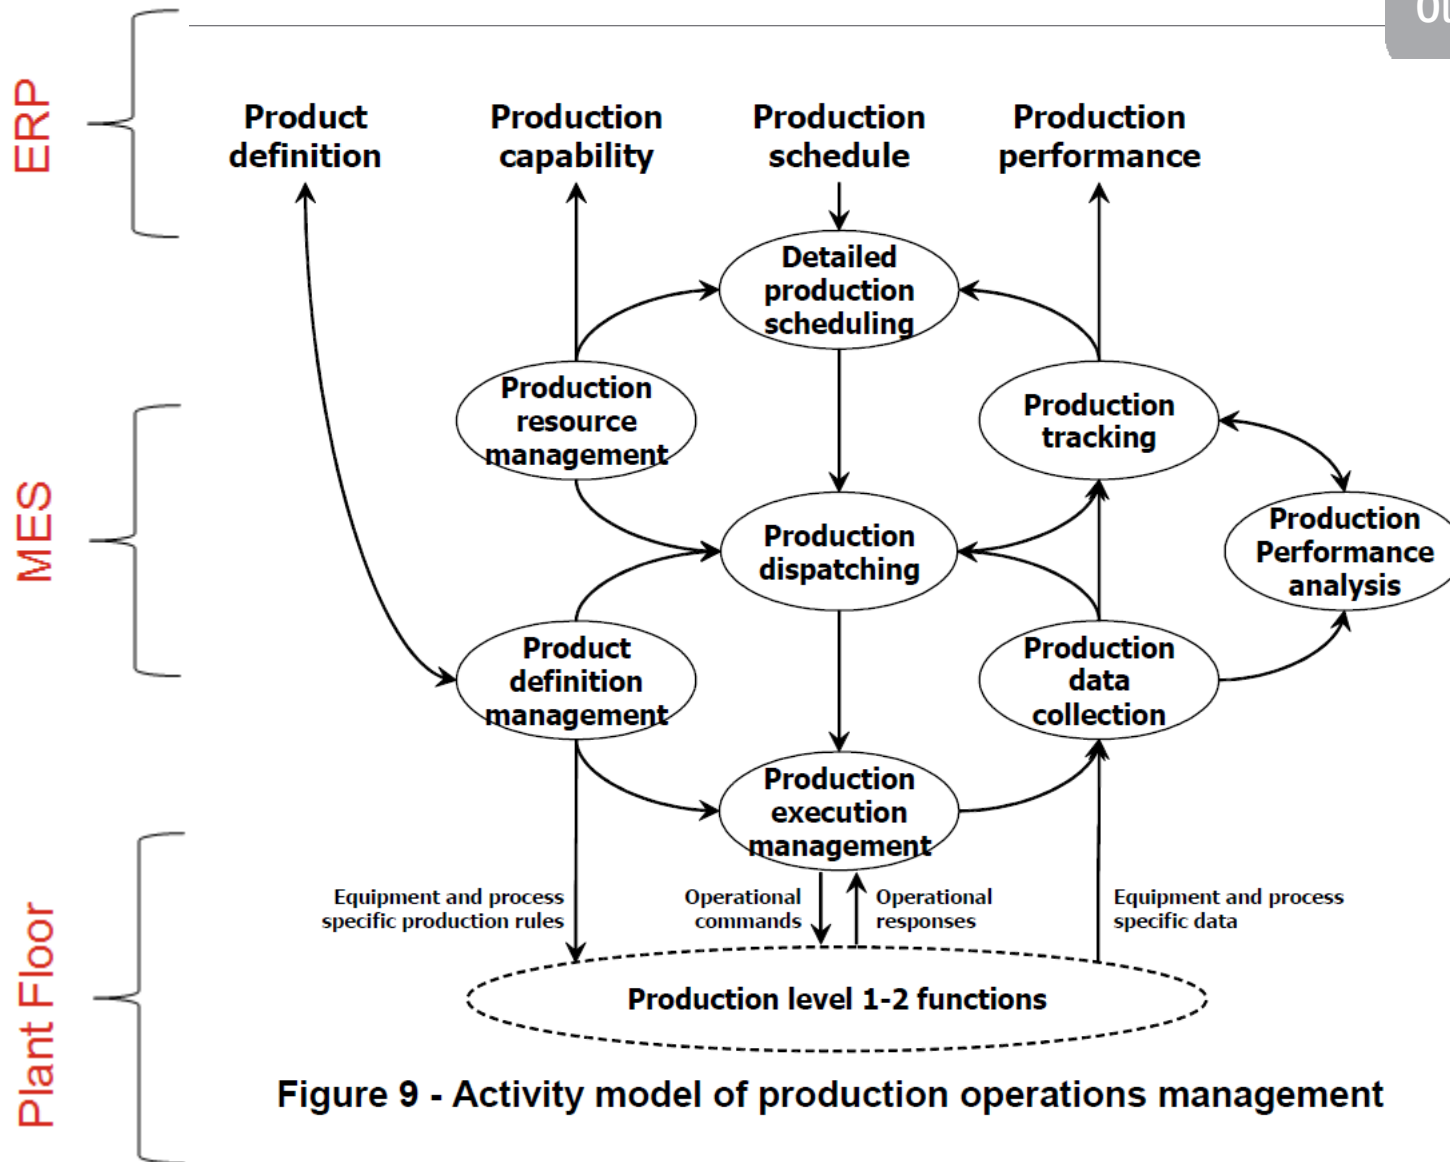 ERP
MES
Plant Floor
Product
definition
Production
capability
Production
schedule
Production
performance
Detailed
production
scheduling
Production
resource
management
Production
tracking
Production
dispatching
Production
Performance
analysis
Product
definition
management
Production
data
collection
Production
execution
management
Equipment and process
specific production rules
Operational
commands
Operational
responses
Equipment and process
specific data
Production level 1-2 functions
Figure 9 - Activity model of production operations management